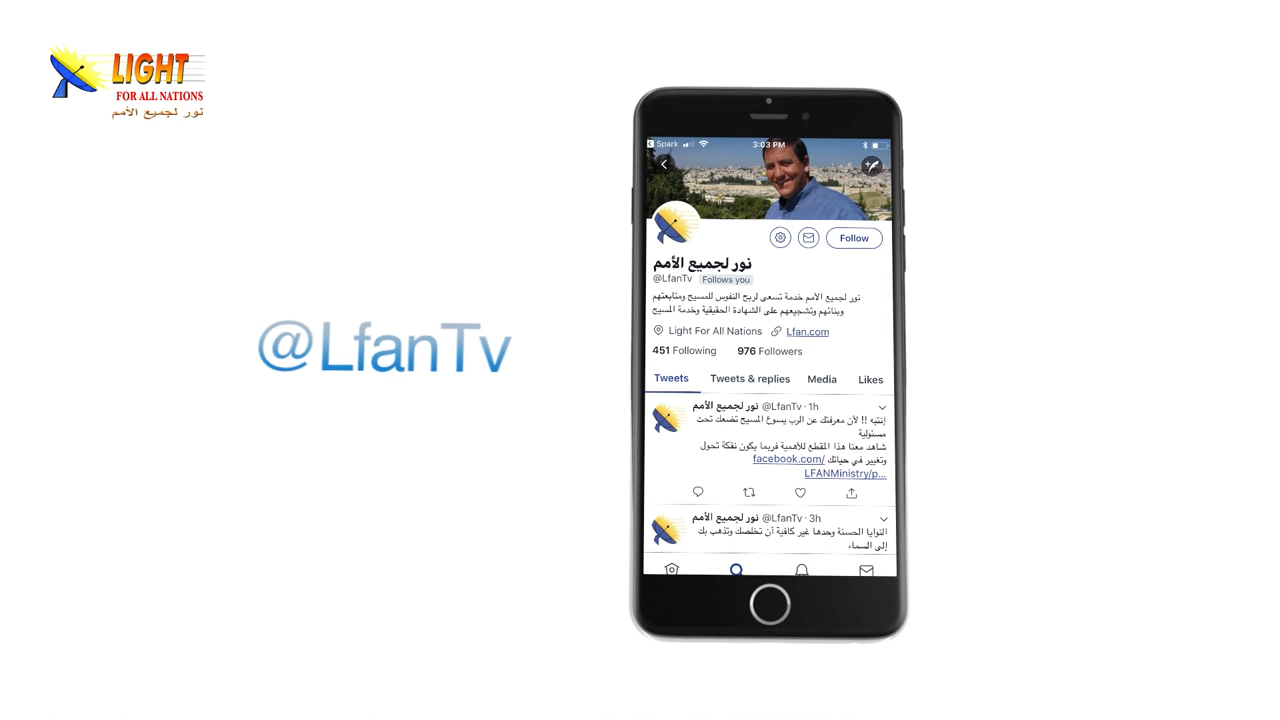 LIGHT
FOR ALL NATIONS
نور لجميع الأمم
@LfanTv
Spark
3:03 PM
Follow
نور لجميع الأمم
@LfanTv Follows you
نور لجميع الأمم خدمة تسعى لربح النفوس للمسيح ومتابعتهم
وبنائهم وتشجيعهم على الشهادة الحقيقية وخدمة المسيح
Light For All Nations Lfan.com
451 Following 976 Followers
Tweets Tweets & replies Media Likes
نور لجميع الأمم @LfanTv · 1h
إنتبه !! لأن معرفتك عن الرب يسوع المسيح تضعك تحت
مسئولية
شاهد معنا هذا المقطع للأهمية فربما يكون نقكة تحول
وتغيير في حياتك facebook.com/
LFANMinistry/p...
نور لجميع الأمم @LfanTv · 3h
النوايا الحسنة وحدها غير كافية أن تخلصك وتذهب بك
إلى السماء